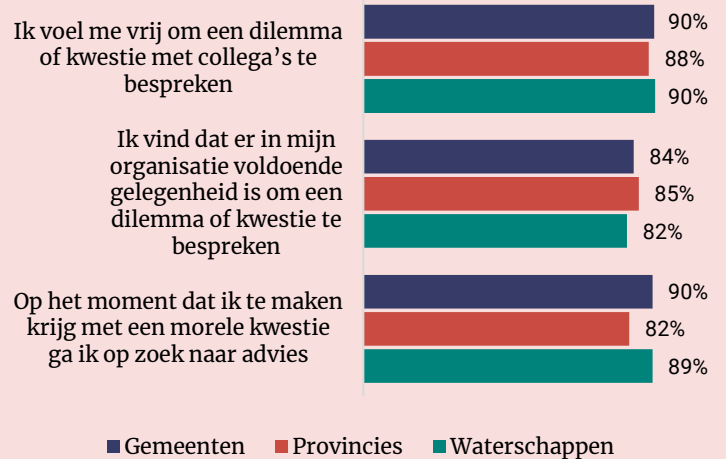 Ik voel me vrij om een dilemma
of kwestie met collega's te
bespreken
90%
88%
90%
Ik vind dat er in mijn
organisatie voldoende
gelegenheid is om een
dilemma of kwestie te
bespreken
84%
85%
82%
Op het moment dat ik te maken
krijg met een morele kwestie
ga ik op zoek naar advies
90%
82%
89%
Gemeenten Provincies Waterschappen